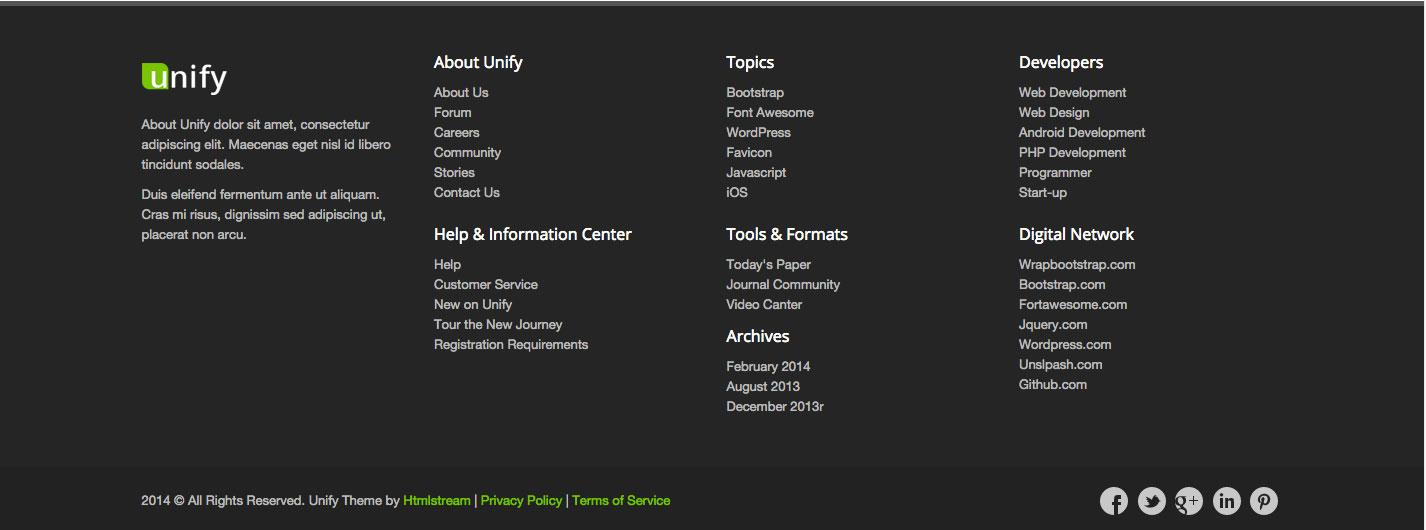 unify
About Unify dolor sit amet, consectetur
adipiscing elit. Maecenas eget nisl id libero
tincidunt sodales.
Duis eleifend fermentum ante ut aliquam.
Cras mi risus, dignissim sed adipiscing ut,
placerat non arcu.
About Unify
About Us
Forum
Careers
Community
Stories
Contact Us
Help & Information Center
Help
Customer Service
New on Unify
Tour the New Journey
Registration Requirements
Topics
Bootstrap
Font Awesome
WordPress
Favicon
Javascript
iOS
Tools & Formats
Today's Paper
Journal Community
Video Canter
Archives
February 2014
August 2013
December 2013r
Developers
Web Development
Web Design
Android Development
PHP Development
Programmer
Start-up
Digital Network
Wrapbootstrap.com
Bootstrap.com
Fortawesome.com
Jquery.com
Wordpress.com
Unslpash.com
Github.com
2014 © All Rights Reserved. Unify Theme by Htmlstream | Privacy Policy | Terms of Service